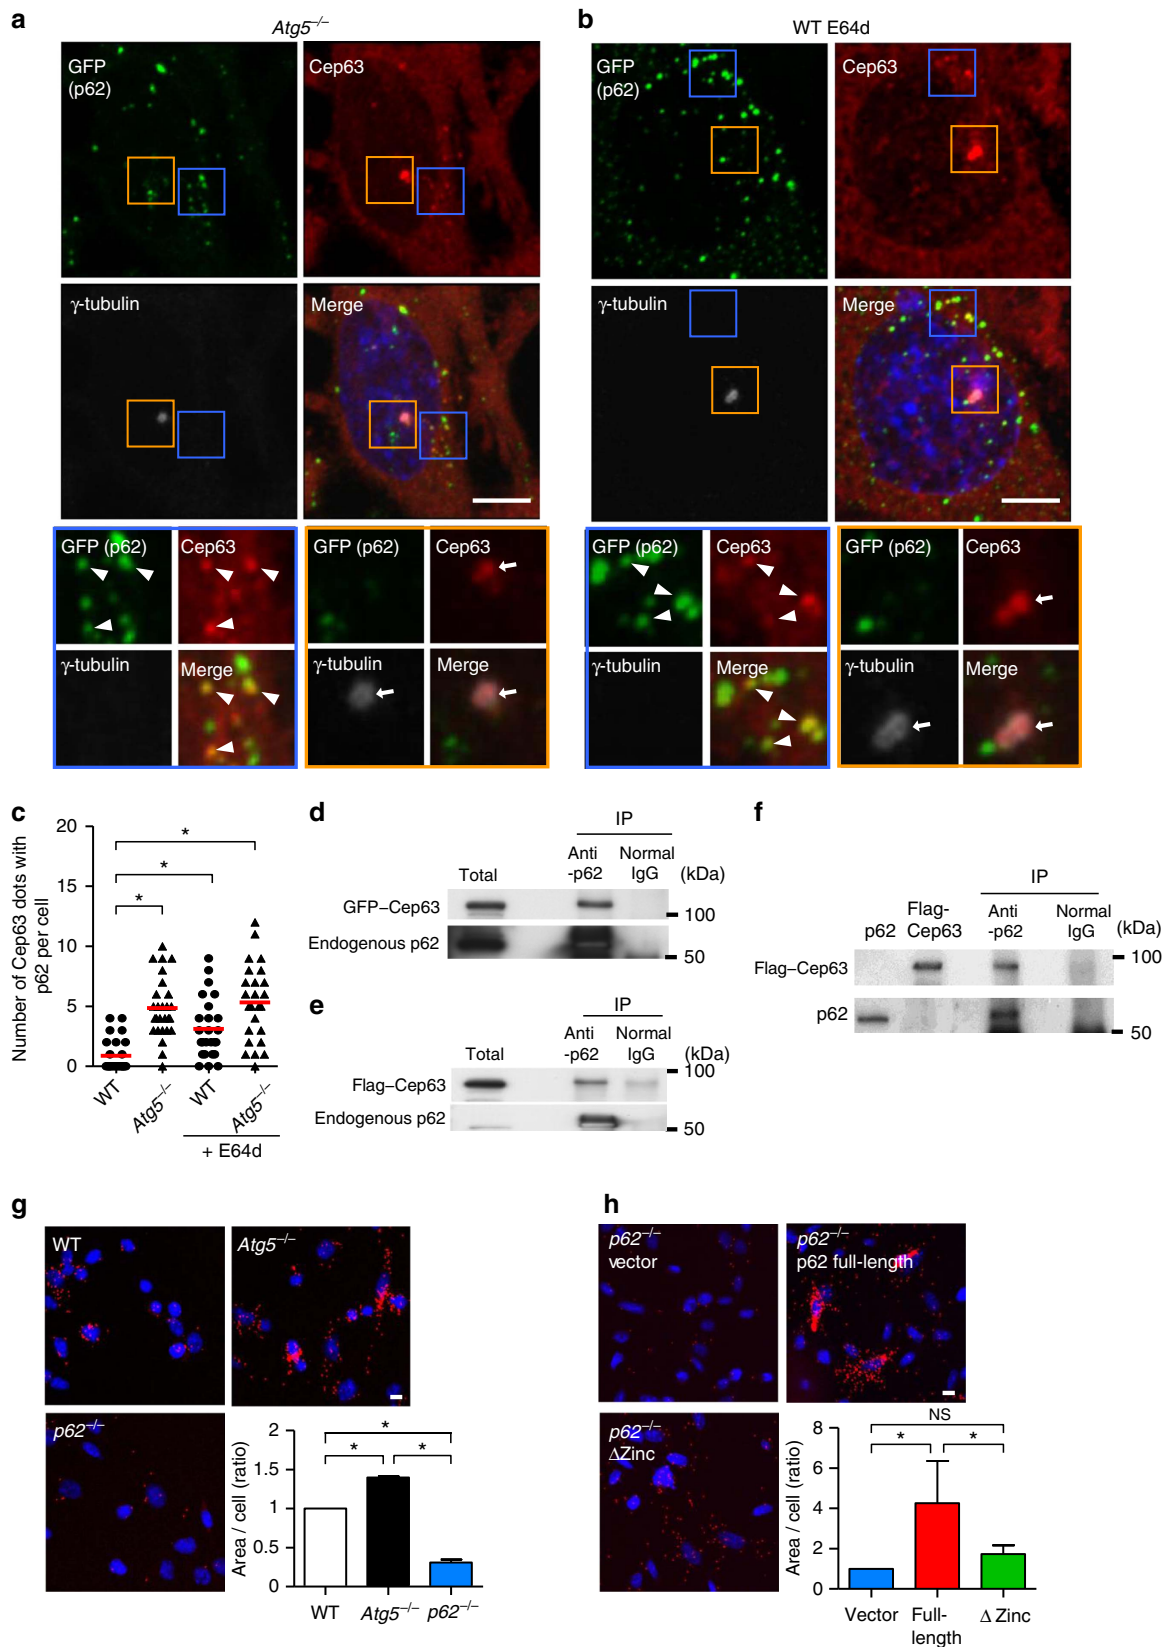 a
Atg5–/–
GFP
(p62)
Cep63
γ-tubulin
Merge
GFP (p62)
Cep63
GFP (p62)
Cep63
γ-tubulin
Merge
γ-tubulin
Merge
b
WT E64d
GFP
(p62)
Cep63
γ-tubulin
Merge
GFP (p62)
Cep63
GFP (p62)
Cep63
γ-tubulin
Merge
γ-tubulin
Merge
c
Number of Cep63 dots with
p62 per cell
20
15
10
5
0
*
*
*
WT
Atg5–/–
WT
Atg5–/–
+ E64d
d
IP
Total
Anti
-p62
Normal
IgG
(kDa)
GFP–Cep63
100
Endogenous p62
50
e
IP
Total
Anti
-p62
Normal
IgG
(kDa)
100
Flag–Cep63
Endogenous p62
50
f
IP
p62
Flag-
Cep63
Anti
-p62
Normal
IgG
(kDa)
100
Flag–Cep63
p62
50
g
WT
Atg5–/–
p62–/–
Area / cell (ratio)
2
1.5
1
0.5
0
*
*
*
WT
Atg5–/–
p62–/–
h
p62–/–
vector
p62–/–
p62 full-length
p62–/–
ΔZinc
Area / cell (ratio)
8
6
4
2
0
NS
*
*
Vector
Full-
length
Δ Zinc